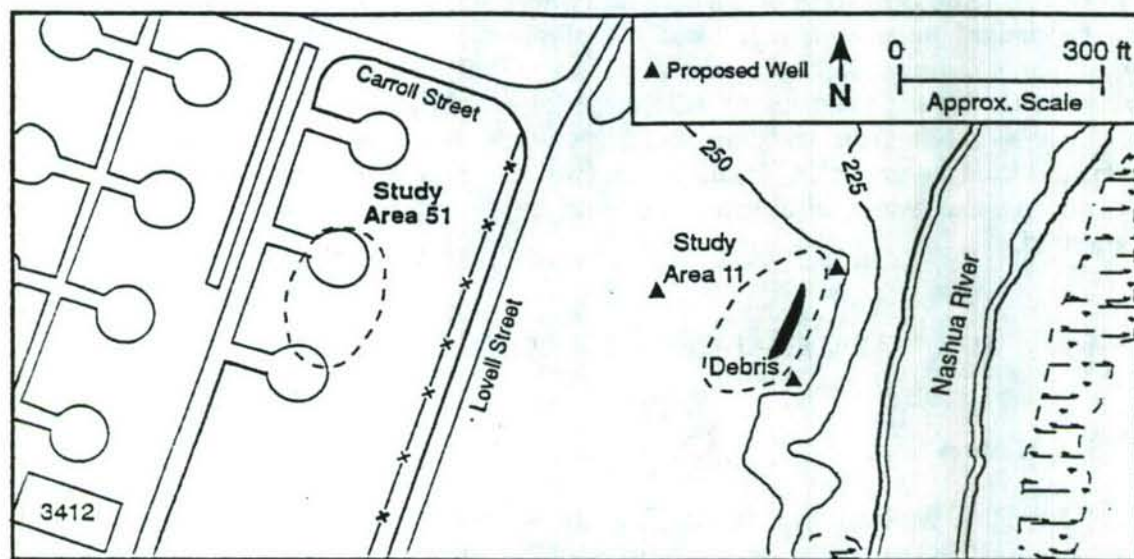 Carroll Street
Study
Area 51
Lovell Street
3412
▲ Proposed Well
N
0
300 ft
Approx. Scale
250
225
Study
Area 11
Debris
Nashua River